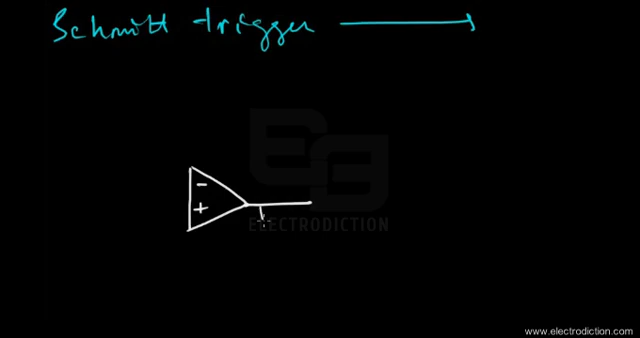 Schmitt trigger
-
+
ELECTRODICTION
www.electrodiction.com